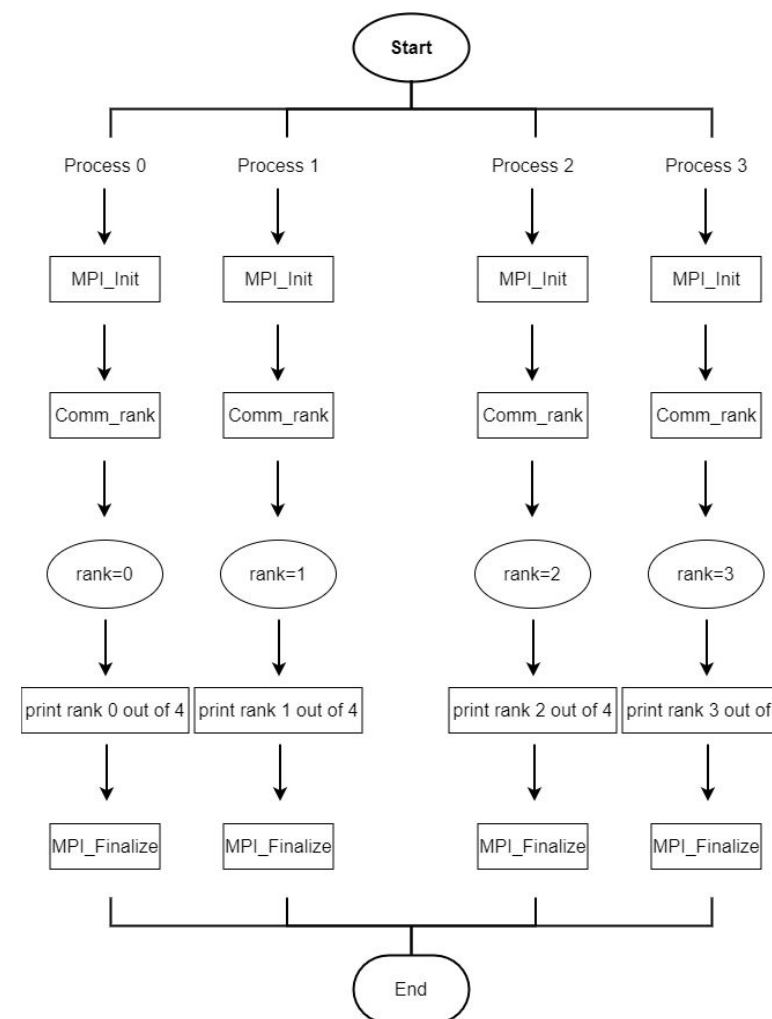 Start
Process 0 Process 1 Process 2 Process 3
MPI_Init MPI_Init MPI_Init MPI_Init
Comm_rank Comm_rank Comm_rank Comm_rank
rank=0 rank=1 rank=2 rank=3
print rank 0 out of 4 print rank 1 out of 4 print rank 2 out of 4 print rank 3 out of
MPI_Finalize MPI_Finalize MPI_Finalize MPI_Finalize
End